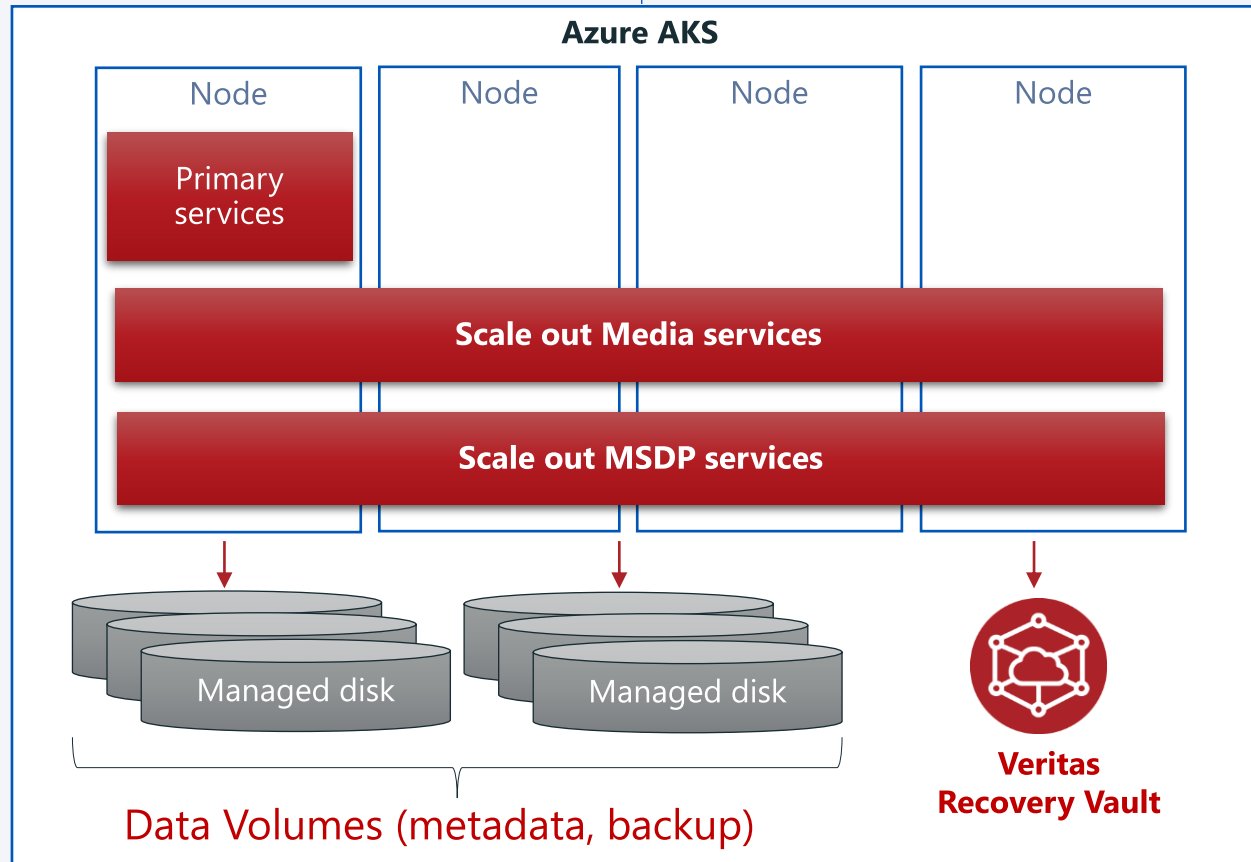 Azure AKS
Node
Node
Node
Node
Primary
services
Scale out Media services
Scale out MSDP services
Managed disk
Managed disk
Veritas
Recovery Vault
Data Volumes (metadata, backup)